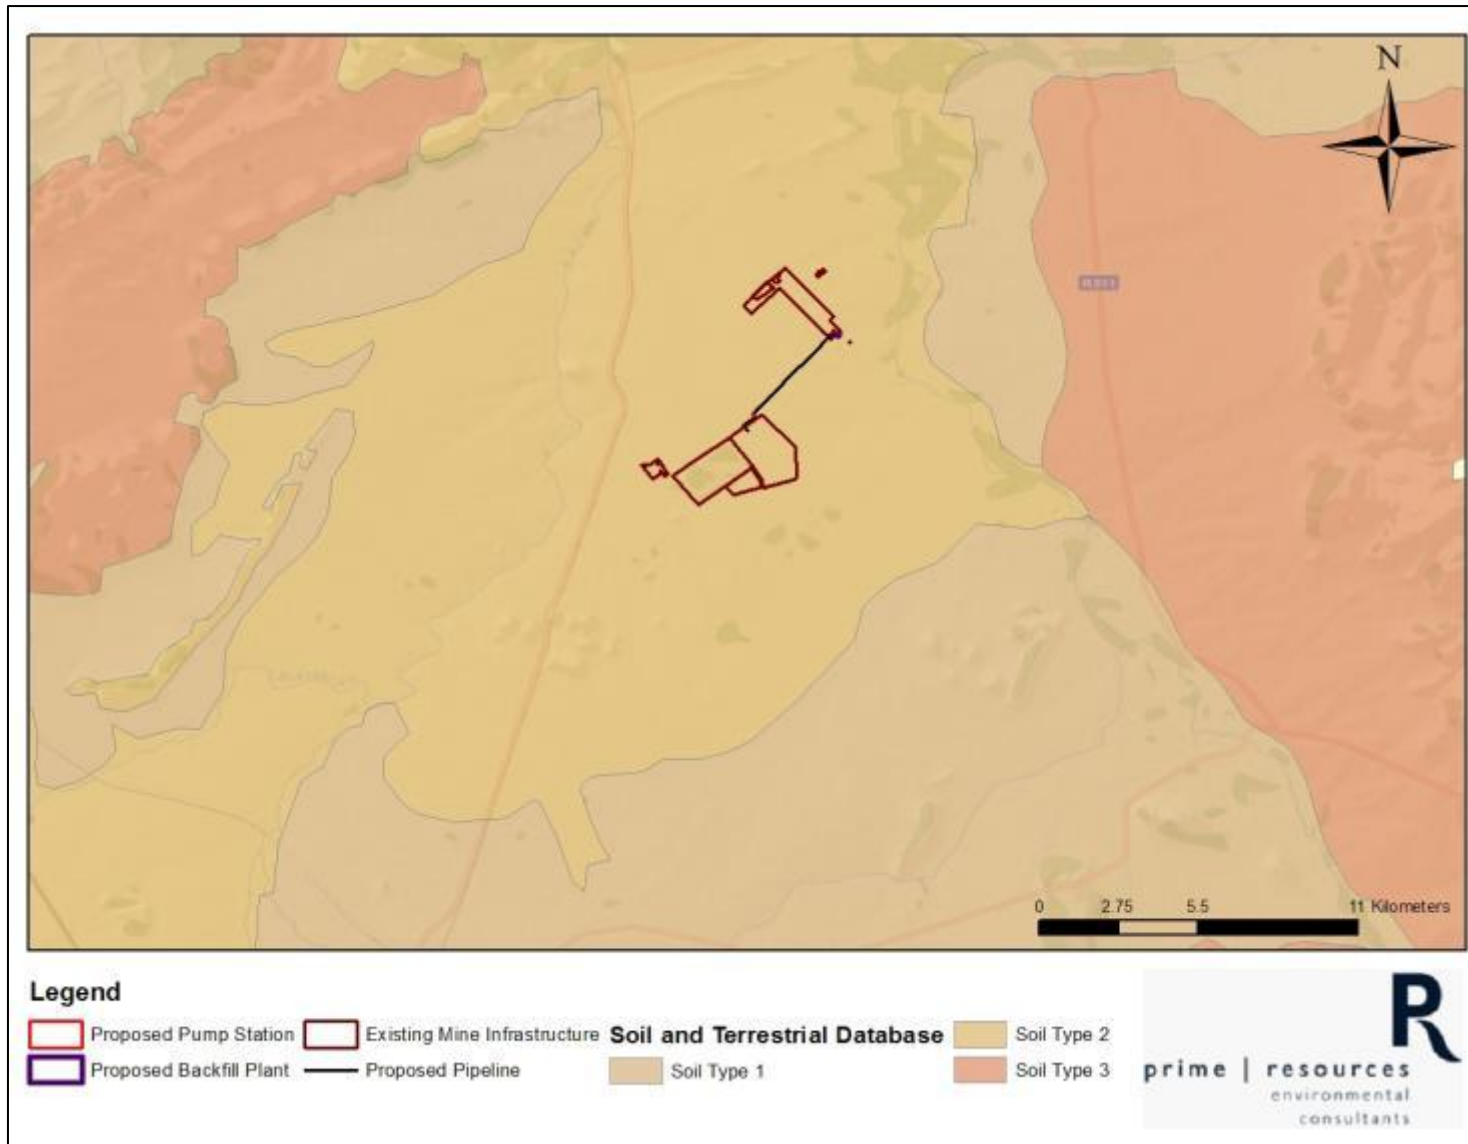 N
0 2.75 5.5 11 Kilometers
Legend
Proposed Pump Station Existing Mine Infrastructure Soil and Terrestrial Database Soil Type 2
Proposed Backfill Plant Proposed Pipeline Soil Type 1 Soil Type 3
R
prime | resources
environmental
consultants